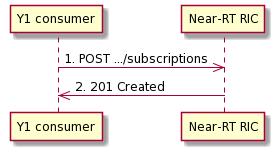 Y1 consumer
Near-RT RIC
1. POST .../subscriptions
2. 201 Created
Y1 consumer
Near-RT RIC